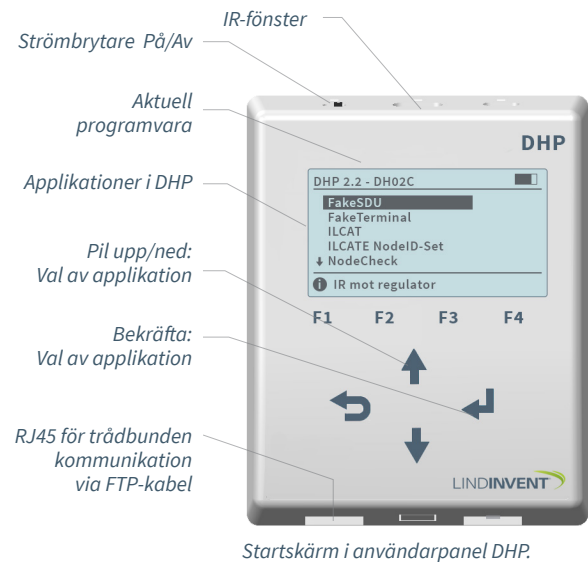 IR-fönster
Strömbrytare På/Av
Aktuell
programvara
Applikationer i DHP
Pil upp/ned:
Val av applikation
Bekräfta:
Val av applikation
RJ45 för trådbunden
kommunikation
via FTP-kabel
DHP
DHP 2.2 - DH02C
FakeSDU
FakeTerminal
ILCAT
ILCATE NodeID-Set
NodeCheck
IR mot regulator
F1 F2 F3 F4
LINDINVENT
Startskärm i användarpanel DHP.